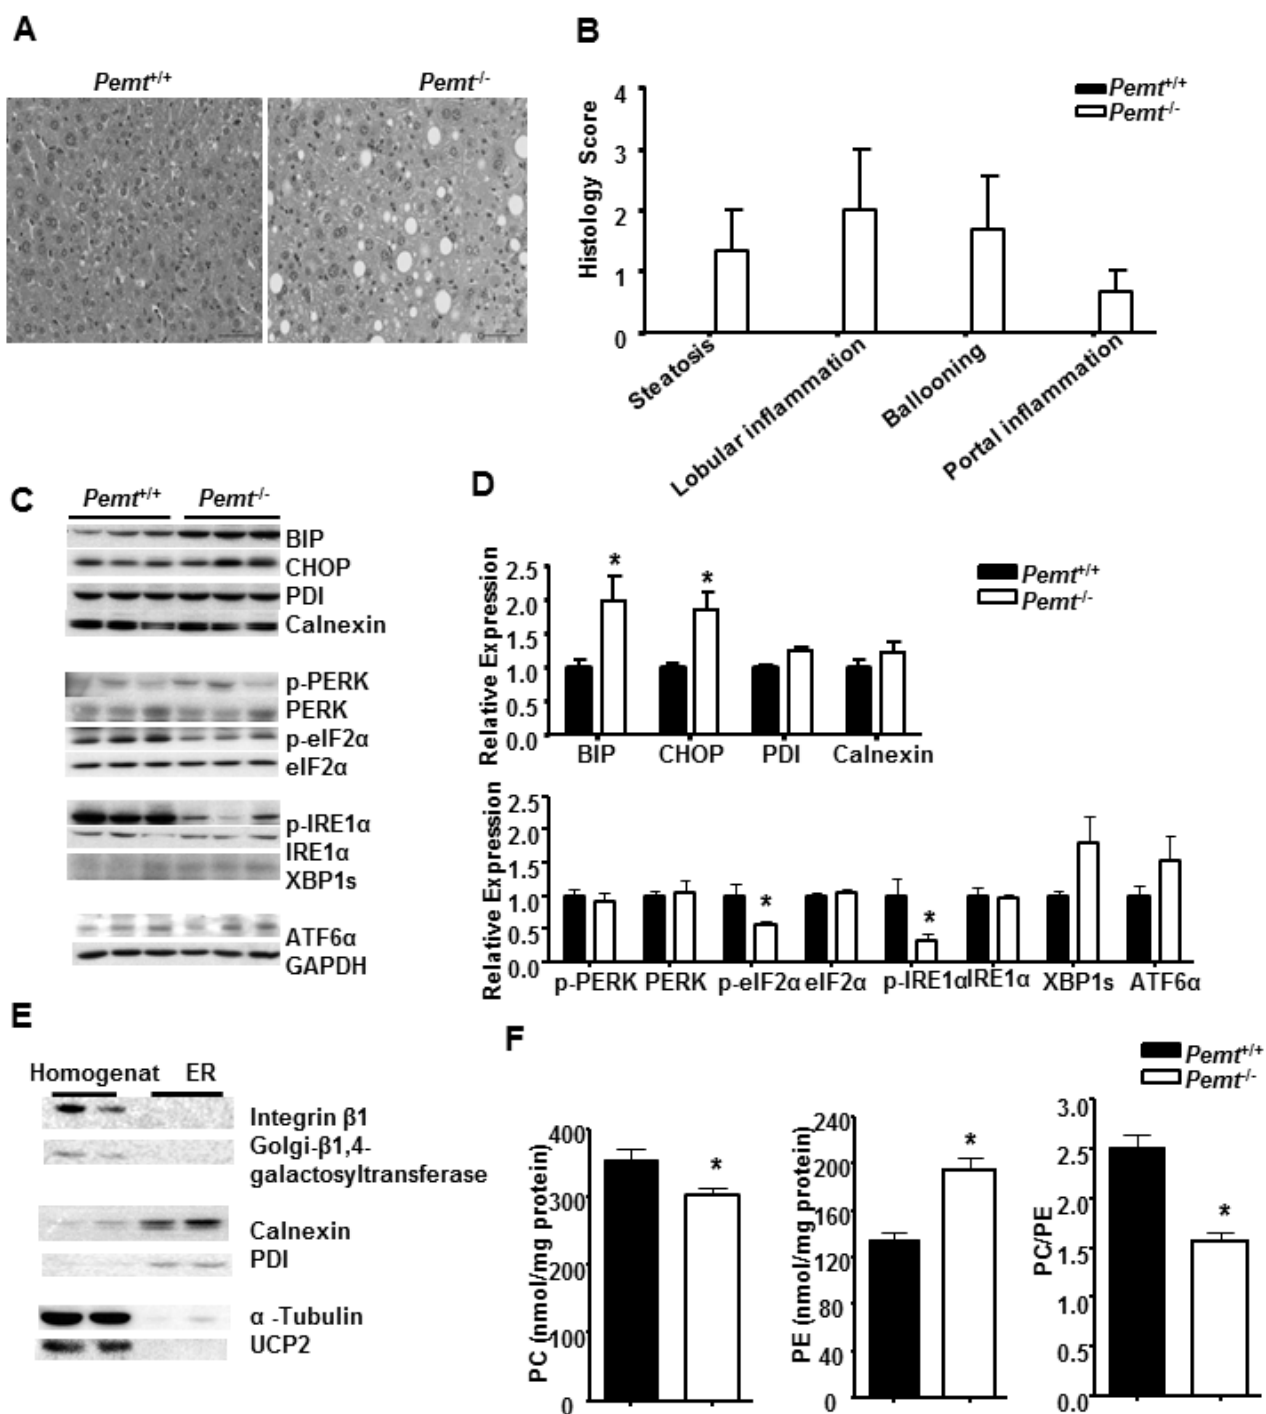 A
Pemt+/+
Pemt-/-
B
Pemt+/+
Pemt-/-
Histology Score
4
3
2
1
0
Steatosis
Lobular inflammation
Ballooning
Portal inflammation
C
Pemt+/+
Pemt-/-
BIP
CHOP
PDI
Calnexin
p-PERK
PERK
p-eIF2α
eIF2α
p-IRE1α
IRE1α
XBP1s
ATF6α
GAPDH
D
Pemt+/+
Pemt-/-
Relative Expression
2.5
2.0
1.5
1.0
0.5
0.0
* *
BIP CHOP PDI Calnexin
Relative Expression
2.5
2.0
1.5
1.0
0.5
0.0
* *
p-PERK PERK p-eIF2α eIF2α p-IRE1α IRE1α XBP1s ATF6α
E
Homogenat ER
Integrin β1
Golgi-β1,4-
galactosyltransferase
Calnexin
PDI
α -Tubulin
UCP2
F
Pemt+/+
Pemt-/-
PC (nmol/mg protein)
400
300
200
100
0
*
PE (nmol/mg protein)
240
200
160
120
80
40
0
*
PC/PE
3.0
2.5
2.0
1.5
1.0
0.5
0.0
*